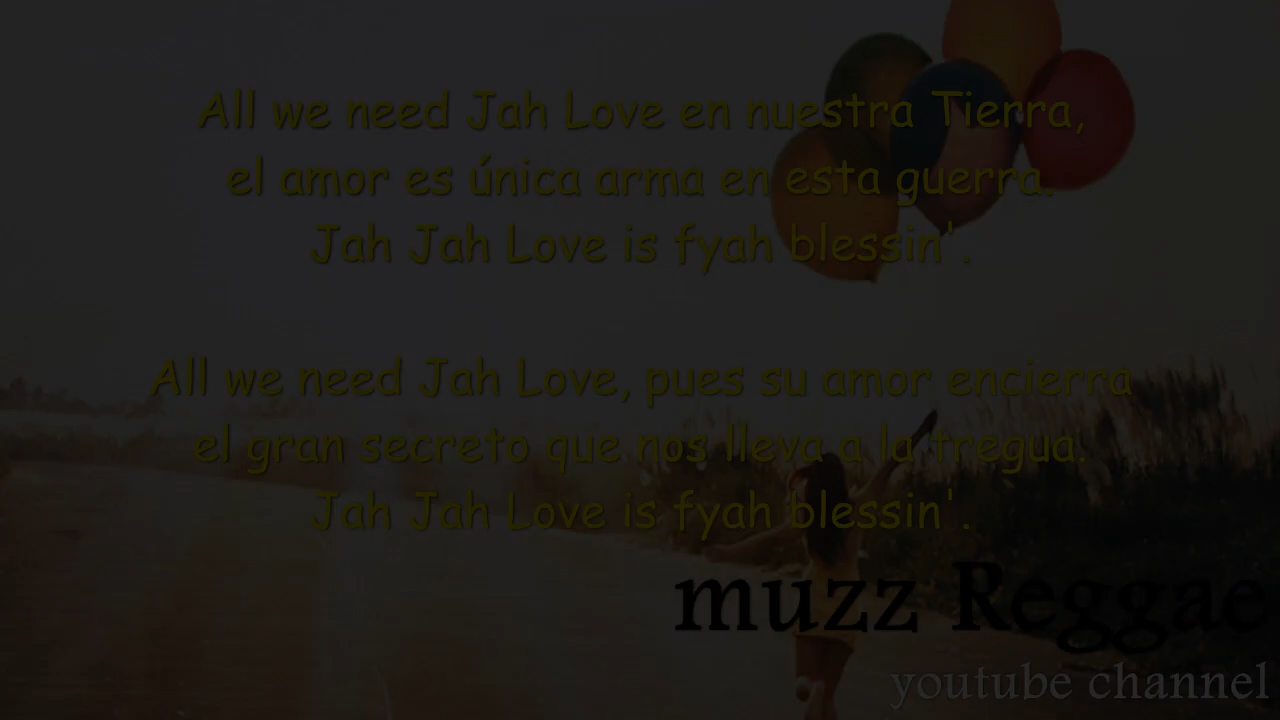 All we need Jah Love en nuestra Tierra,
el amor es única arma en esta guerra.
Jah Jah Love is fyah blessin'.
All we need Jah Love, pues su amor encierra
el gran secreto que nos lleva a la tregua.
Jah Jah Love is fyah blessin'.
muzz Reggae
youtube channel